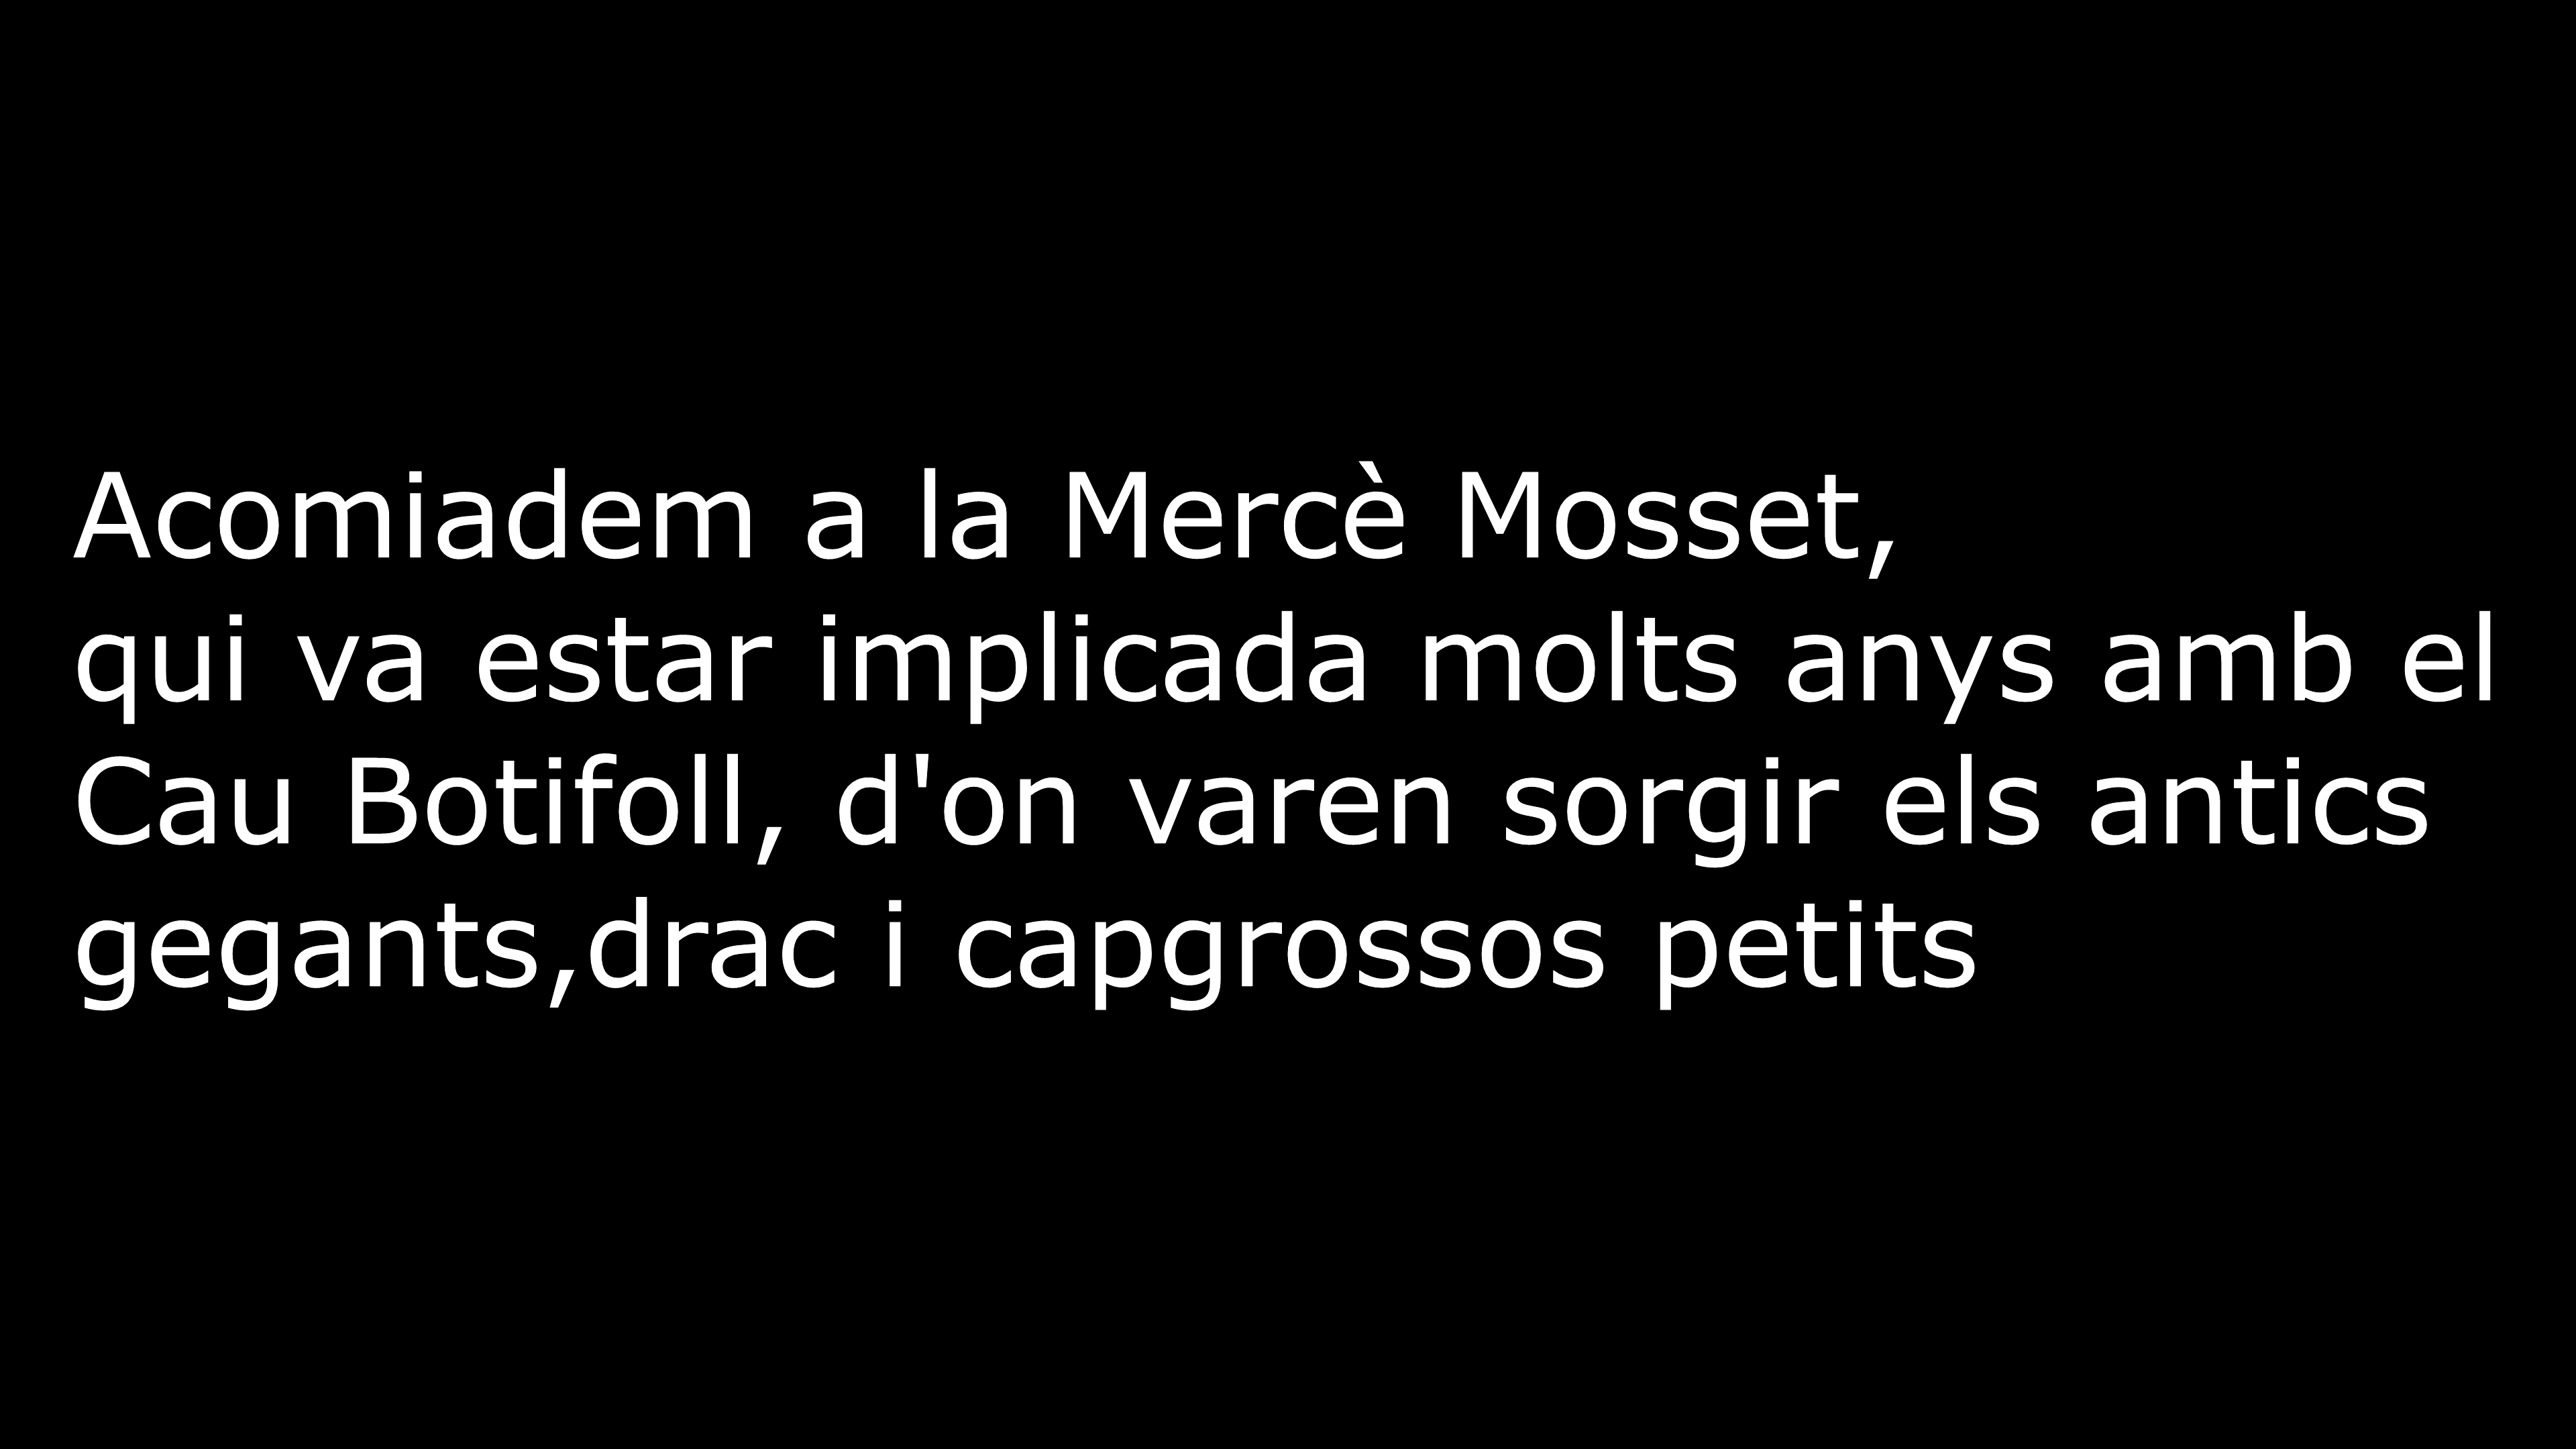 Acomiadem a la Mercè Mosset,
qui va estar implicada molts anys amb el
Cau Botifoll, d'on varen sorgir els antics
gegants,drac i capgrossos petits